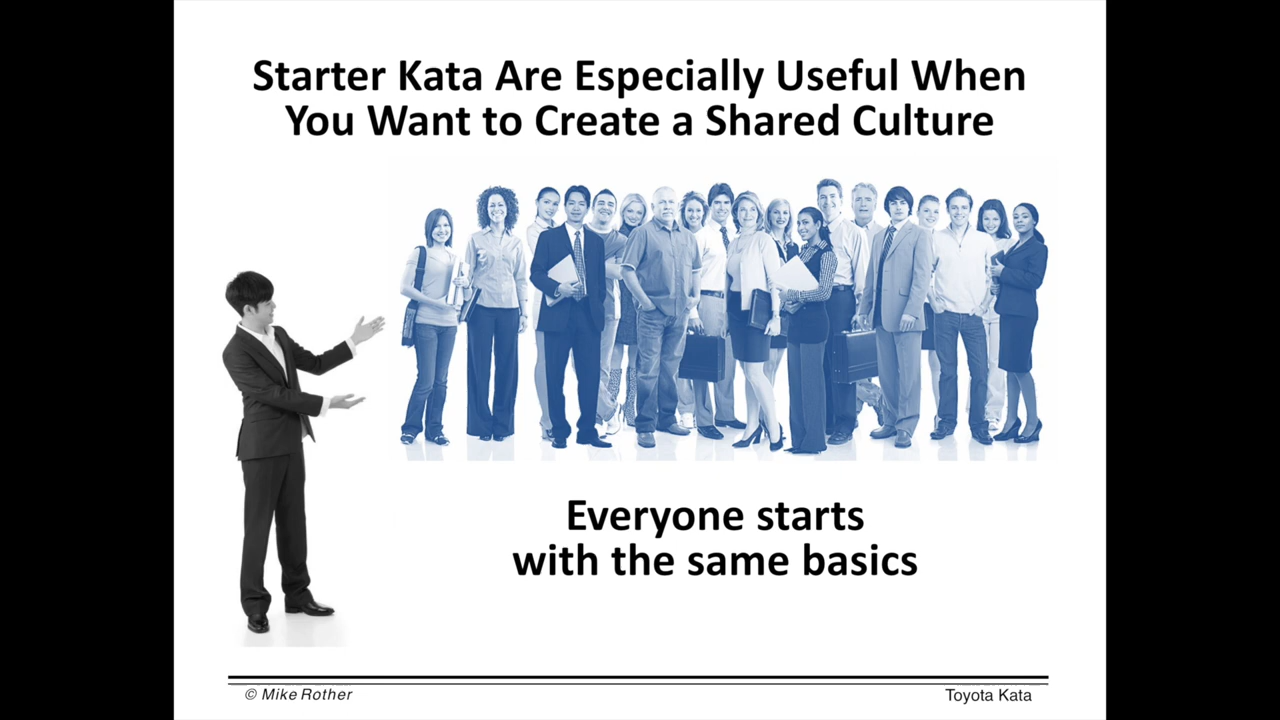 Starter Kata Are Especially Useful When
You Want to Create a Shared Culture
Everyone starts
with the same basics
© Mike Rother
Toyota Kata